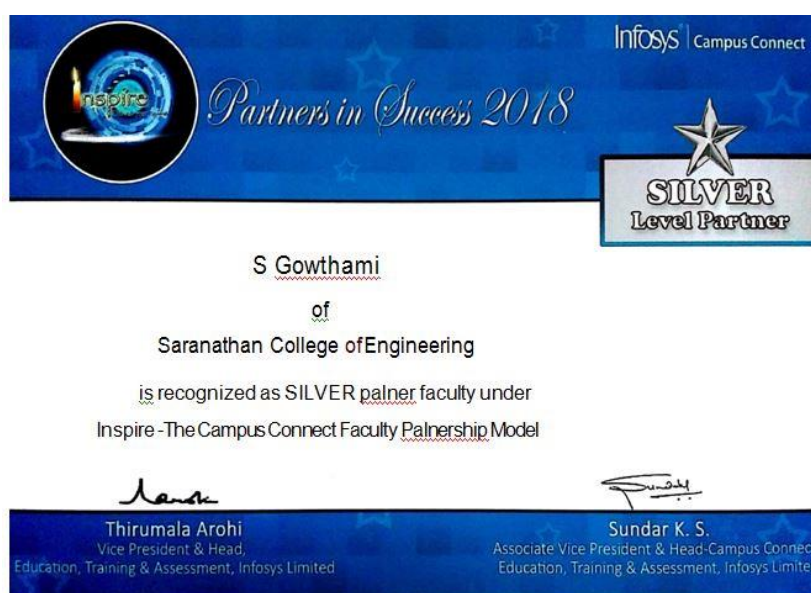 Infosys | Campus Connect
Inspire
Partners in Success 2018
SILVER
Level Partner
S Gowthami
of
Saranathan College ofEngineering
is recognized as SILVER palner faculty under
Inspire -The Campus Connect Faculty Palnership Model
Thirumala Arohi
Vice President & Head,
Education, Training & Assessment, Infosys Limited
Sundar K. S.
Associate Vice President & Head-Campus Connec
Education, Training & Assessment, Infosys Limite